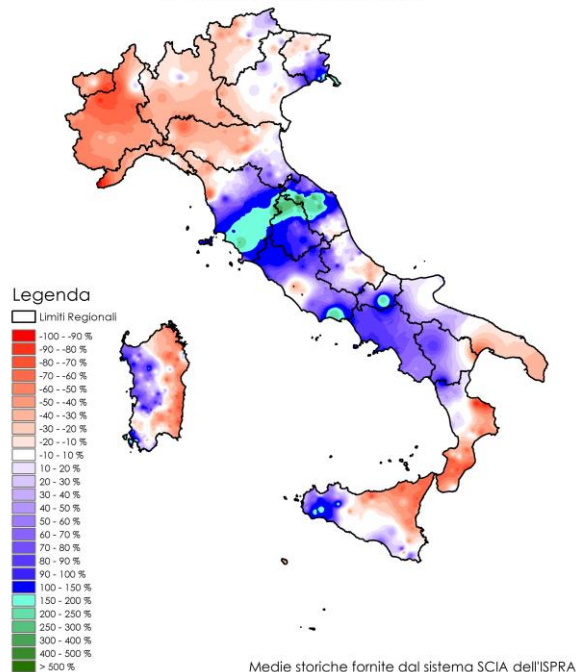 Legenda
Limiti Regionali
-100 - -90 %
-90 - -80 %
-80 - -70 %
-70 - -60 %
-60 - -50 %
-50 - -40 %
-40 - -30 %
-30 - -20 %
-20 - -10 %
-10 - 10 %
10 - 20 %
20 - 30 %
30 - 40 %
40 - 50 %
50 - 60 %
60 - 70 %
70 - 80 %
80 - 90 %
90 - 100 %
100 - 150 %
150 - 200 %
200 - 250 %
250 - 300 %
300 - 400 %
400 - 500 %
> 500 %
Medie storiche fornite dal sistema SCIA dell'ISPRA